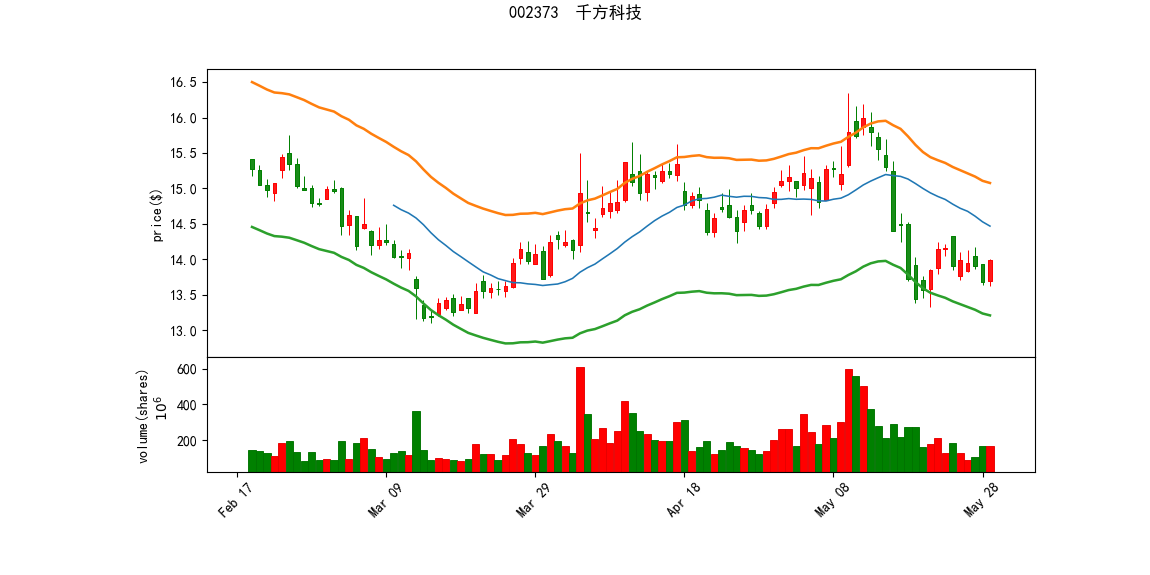 002373 千方科技
16.5
16.0
15.5
15.0
14.5
14.0
13.5
13.0
price($)
600
400
200
volume(shares)
10^6
Feb 17
Mar 09
Mar 29
Apr 18
May 08
May 28